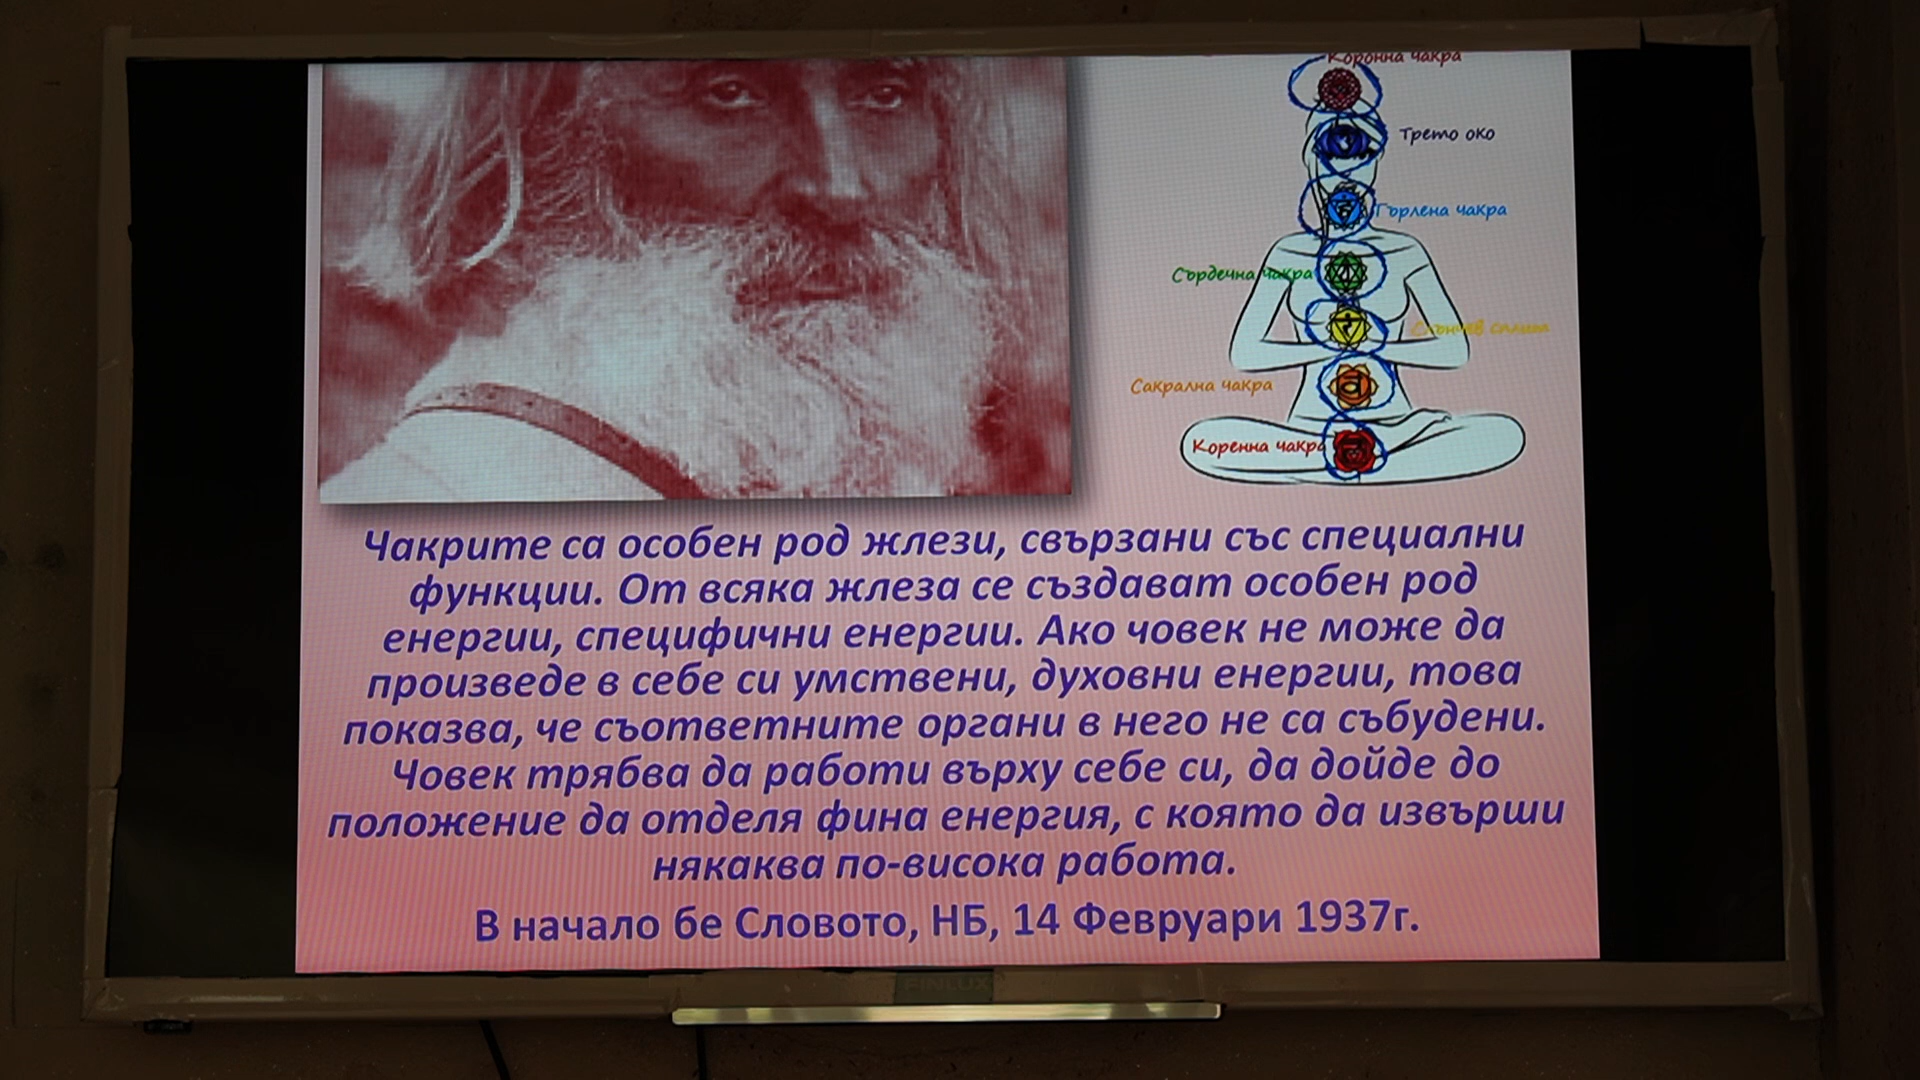 Коронна чакра
Трето око
Гърлена чакра
Сърдечна чакра
Слънчев сплит
Сакрална чакра
Коренна чакра
Чакрите са особен род жлези, свързани със специални
функции. От всяка жлеза се създават особен род
енергии, специфични енергии. Ако човек не може да
произведе в себе си умствени, духовни енергии, това
показва, че съответните органи в него не са събудени.
Човек трябва да работи върху себе си, да дойде до
положение да отделя фина енергия, с която да извърши
някаква по-висока работа.
В начало бе Словото, НБ, 14 Февруари 1937г.
FINLUX